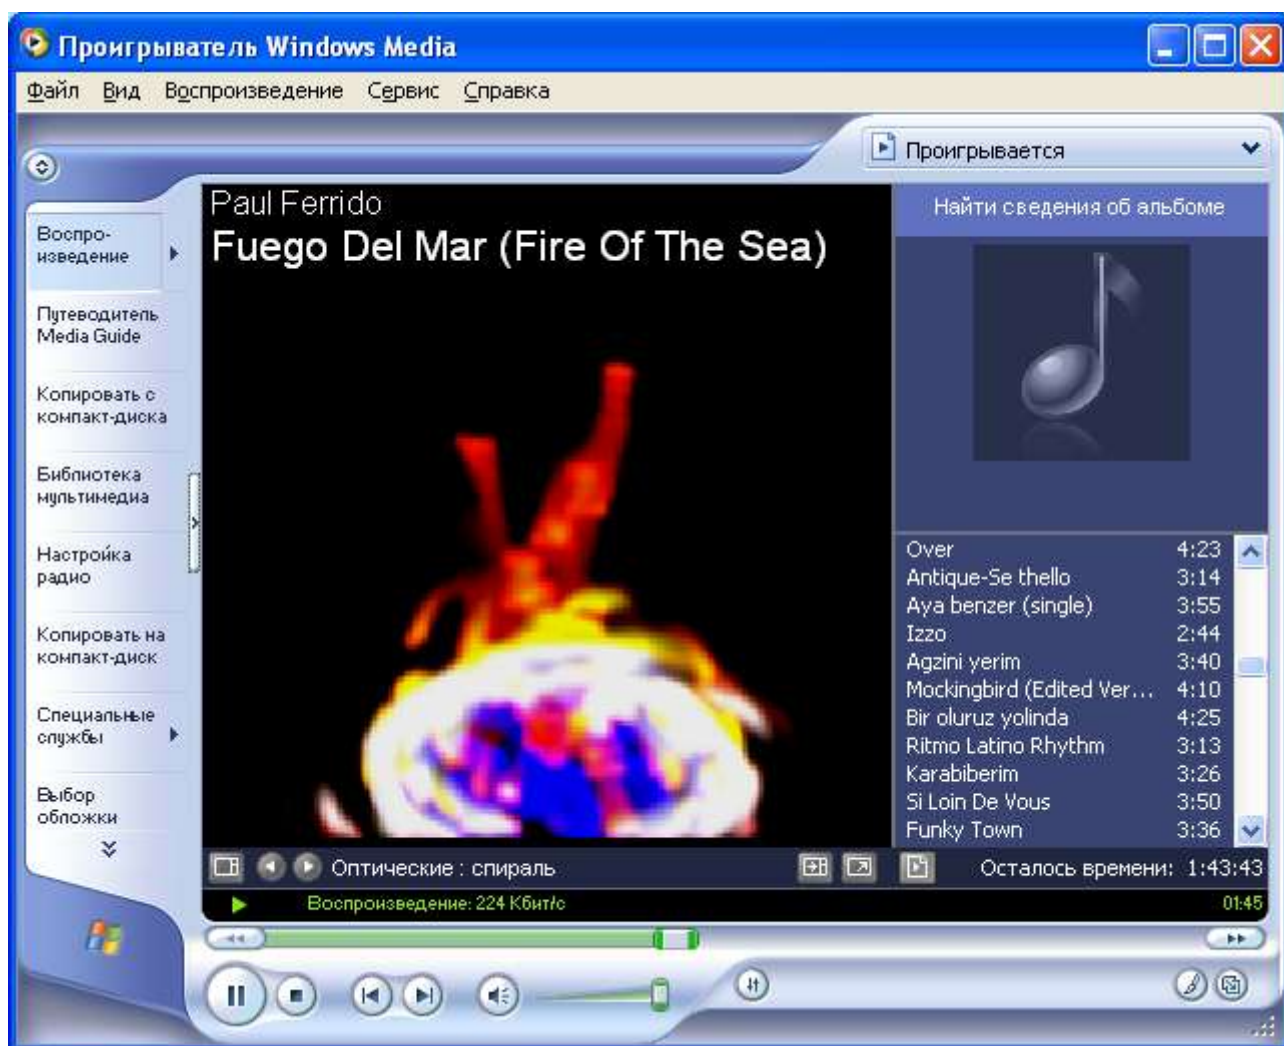 Проигрыватель Windows Media
Файл Вид Воспроизведение Сервис Справка
Проигрывается
Воспро-
изведение
Путеводитель
Media Guide
Копировать с
компакт-диска
Библиотека
мультимедиа
Настройка
радио
Копировать на
компакт-диск
Специальные
службы
Выбор
обложки
Paul Ferrido
Fuego Del Mar (Fire Of The Sea)
Найти сведения об альбоме
Over 4:23
Antique-Se thello 3:14
Aya benzer (single) 3:55
Izzo 2:44
Agzini yerim 3:40
Mockingbird (Edited Ver... 4:10
Bir oluruz yolinda 4:25
Ritmo Latino Rhythm 3:13
Karabiberim 3:26
Si Loin De Vous 3:50
Funky Town 3:36
Оптические : спираль
Осталось времени: 1:43:43
Воспроизведение: 224 Кбит/с 01:45